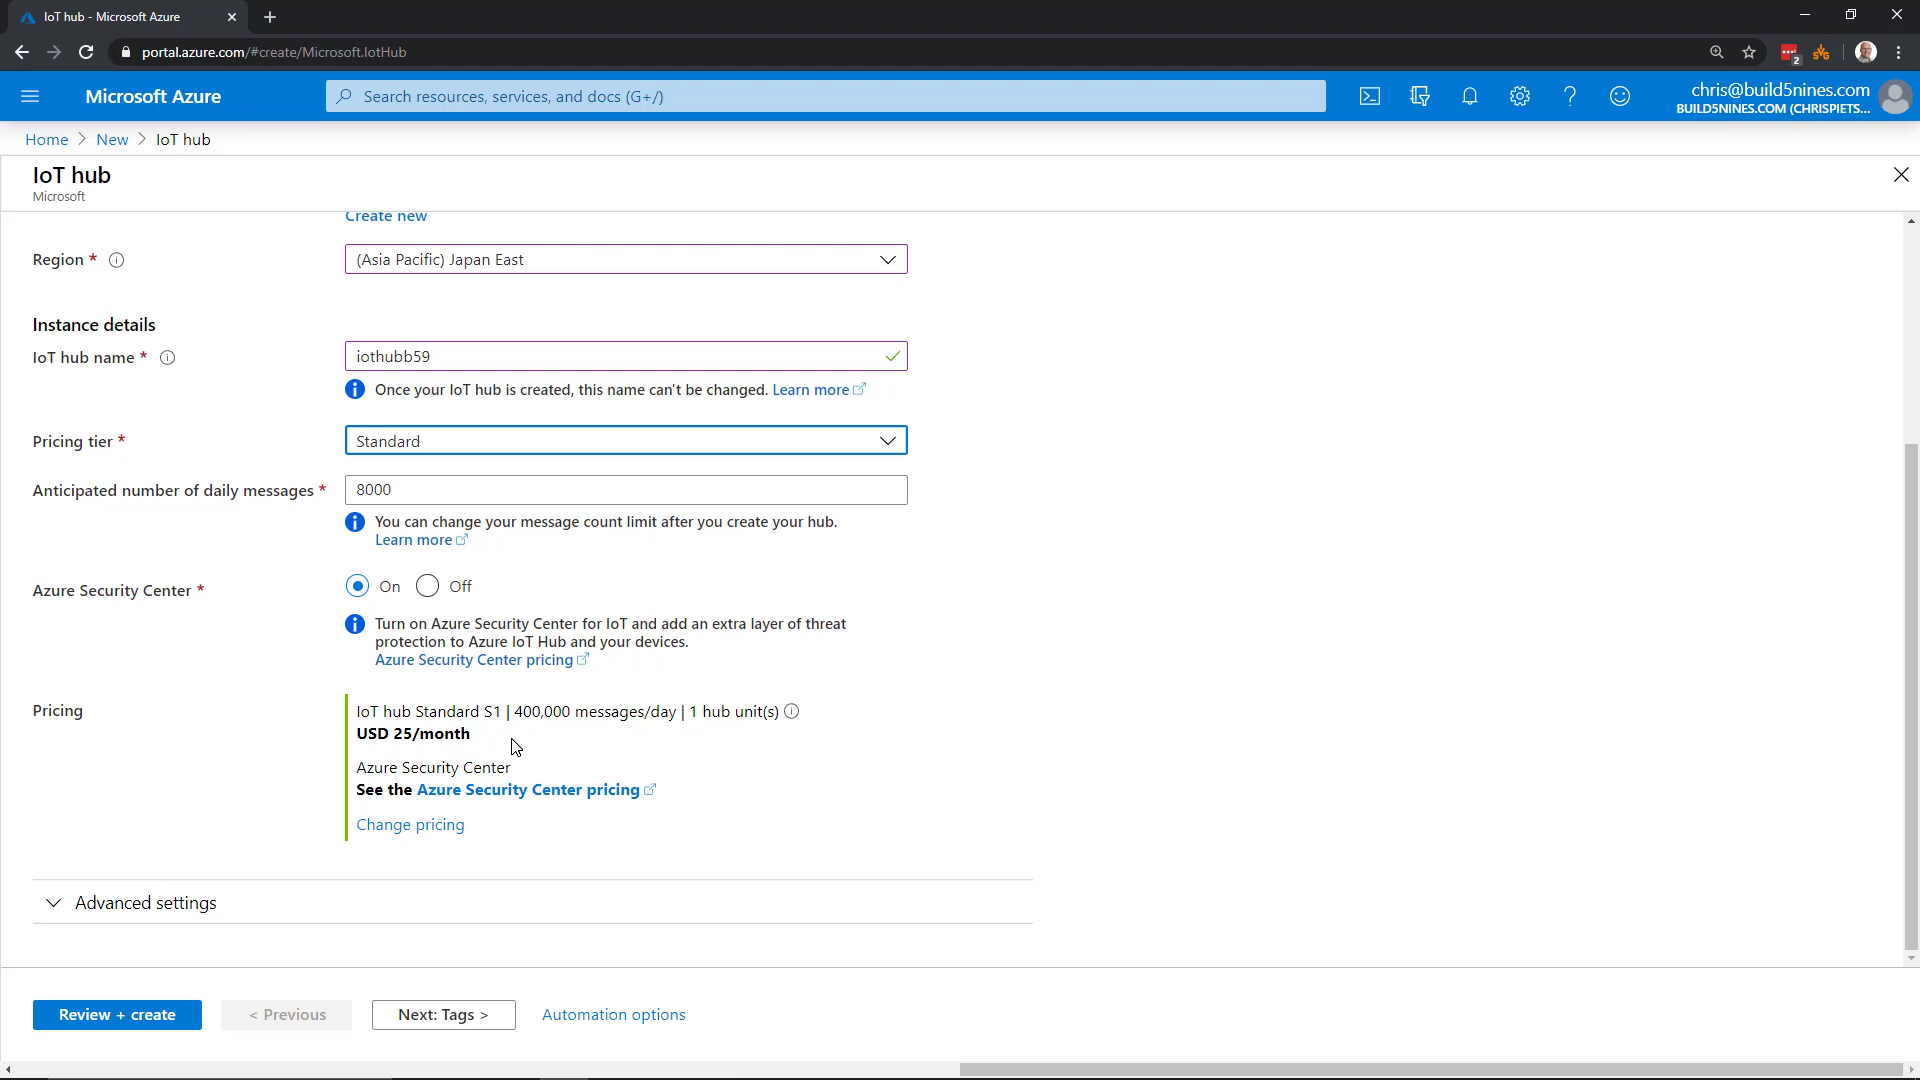 IoT hub - Microsoft Azure
portal.azure.com/#create/Microsoft.IotHub
2
Microsoft Azure
Search resources, services, and docs (G+/)
chris@build5nines.com
BUILD5NINES.COM (CHRISPIETS...
Home > New > IoT hub
IoT hub
Microsoft
Create new
Region *
(Asia Pacific) Japan East
Instance details
IoT hub name *
iothubb59
Once your IoT hub is created, this name can't be changed. Learn more
Pricing tier *
Standard
Anticipated number of daily messages *
8000
You can change your message count limit after you create your hub.
Learn more
Azure Security Center *
On Off
Turn on Azure Security Center for IoT and add an extra layer of threat
protection to Azure IoT Hub and your devices.
Azure Security Center pricing
Pricing
IoT hub Standard S1 | 400,000 messages/day | 1 hub unit(s)
USD 25/month
Azure Security Center
See the Azure Security Center pricing
Change pricing
Advanced settings
Review + create
< Previous
Next: Tags >
Automation options